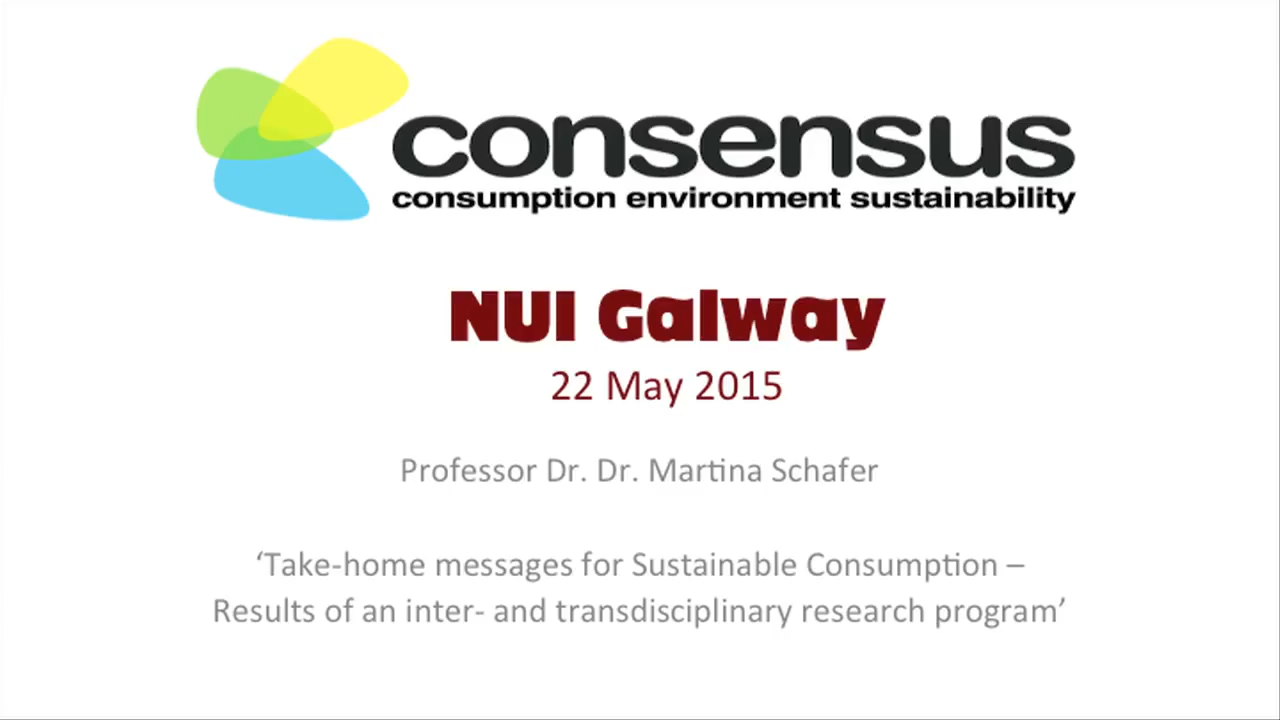 consensus
consumption environment sustainability
NUI Galway
22 May 2015
Professor Dr. Dr. Martina Schafer
‘Take-home messages for Sustainable Consumption –
Results of an inter- and transdisciplinary research program’